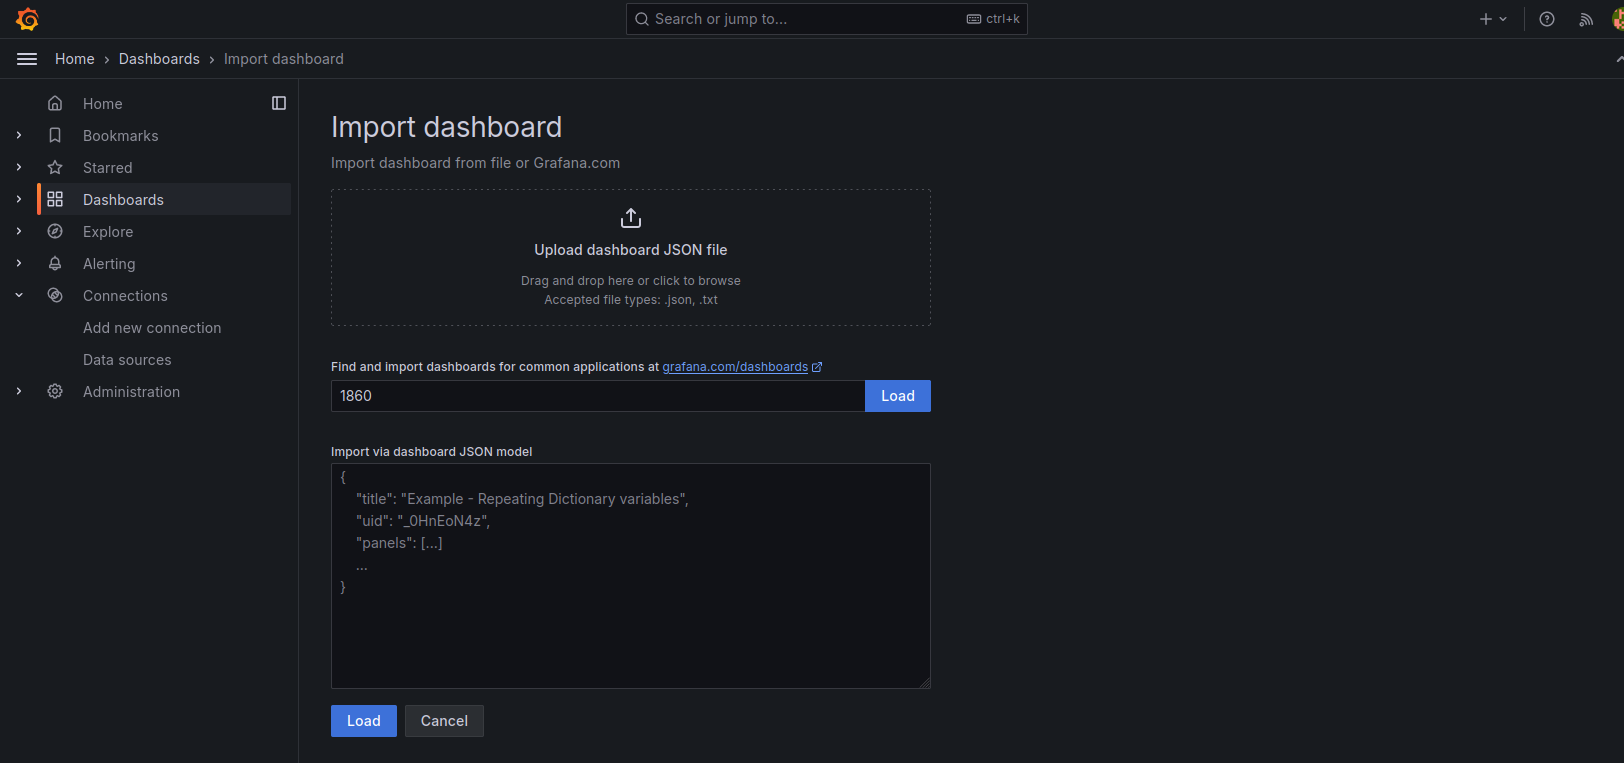 Search or jump to...
ctrl+k
Home › Dashboards › Import dashboard
Home
Bookmarks
Starred
Dashboards
Explore
Alerting
Connections
Add new connection
Data sources
Administration
Import dashboard
Import dashboard from file or Grafana.com
Upload dashboard JSON file
Drag and drop here or click to browse
Accepted file types: .json, .txt
Find and import dashboards for common applications at grafana.com/dashboards
1860
Load
Import via dashboard JSON model
{
"title": "Example - Repeating Dictionary variables",
"uid": "_0HnEoN4z",
"panels": [...]
...
}
Load
Cancel